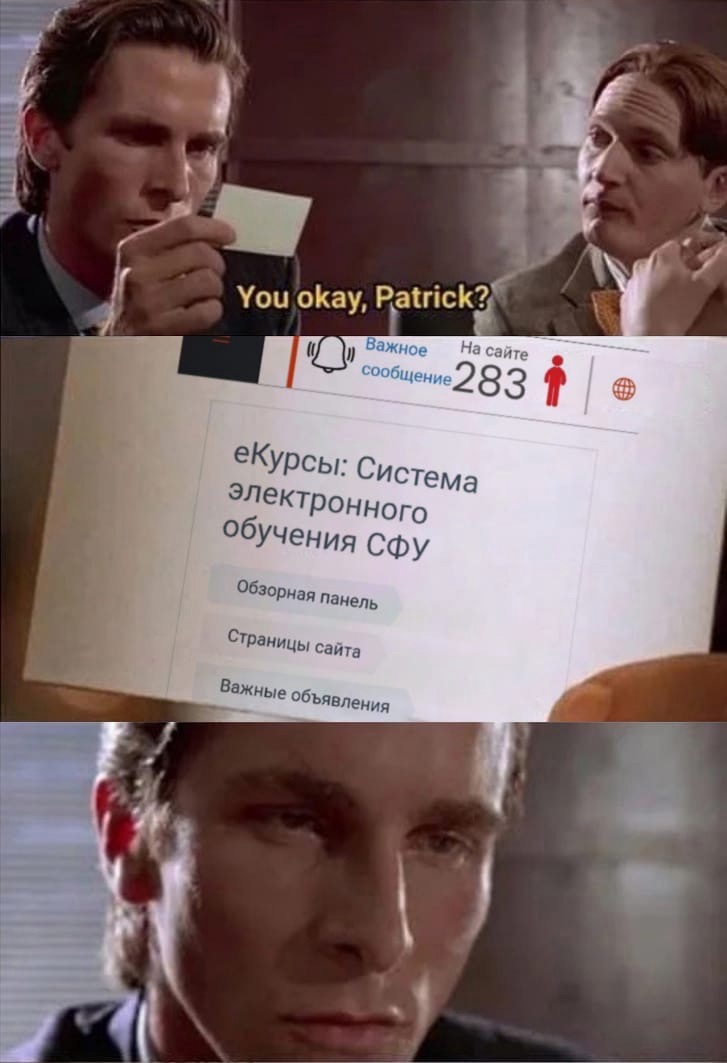 You okay, Patrick?
Важное На сайте
сообщение 283
еКурсы: Система
электронного
обучения СФУ
Обзорная панель
Страницы сайта
Важные объявления